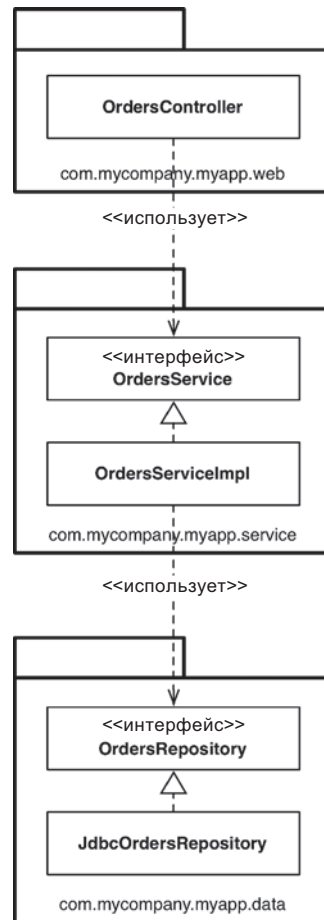 OrdersController
com.mycompany.myapp.web
<<использует>>
<<интерфейс>>
OrdersService
OrdersServiceImpl
com.mycompany.myapp.service
<<использует>>
<<интерфейс>>
OrdersRepository
JdbcOrdersRepository
com.mycompany.myapp.data